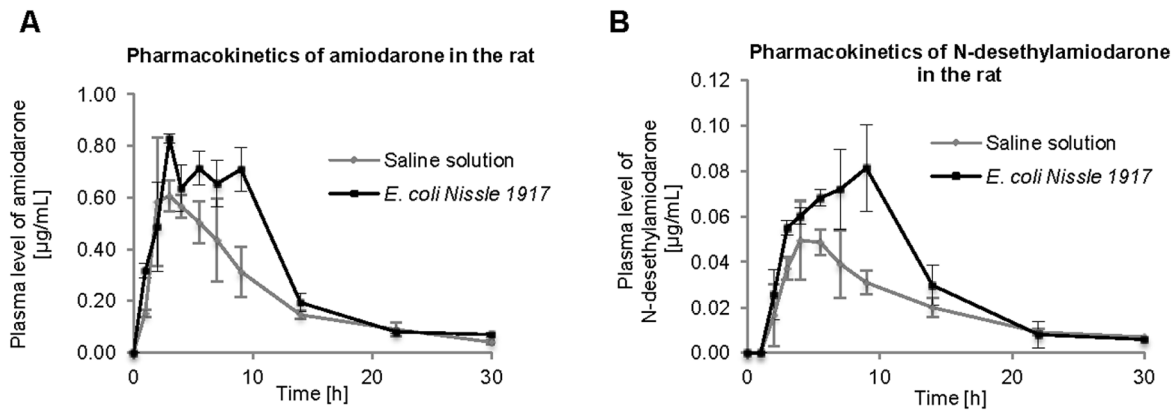 A
Pharmacokinetics of amiodarone in the rat
Plasma level of amiodarone
[µg/mL]
1.00
0.80
0.60
0.40
0.20
0.00
0
10
20
30
Time [h]
Saline solution
E. coli Nissle 1917
B
Pharmacokinetics of N-desethylamiodarone
in the rat
Plasma level of
N-desethylamiodarone
[µg/mL]
0.12
0.10
0.08
0.06
0.04
0.02
0.00
0
10
20
30
Time [h]
Saline solution
E. coli Nissle 1917